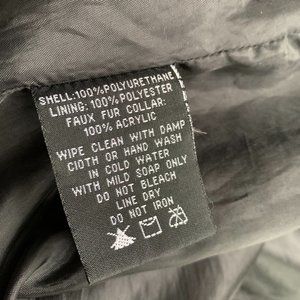 SHELL:100%POLYURETHANE
LINING:100%POLYESTER
FAUX FUR COLLAR:
100% ACRYLIC
WIPE CLEAN WITH DAMP
CLOTH OR HAND WASH
IN COLD WATER
WITH MILD SOAP ONLY
DO NOT BLEACH
LINE DRY
DO NOT IRON